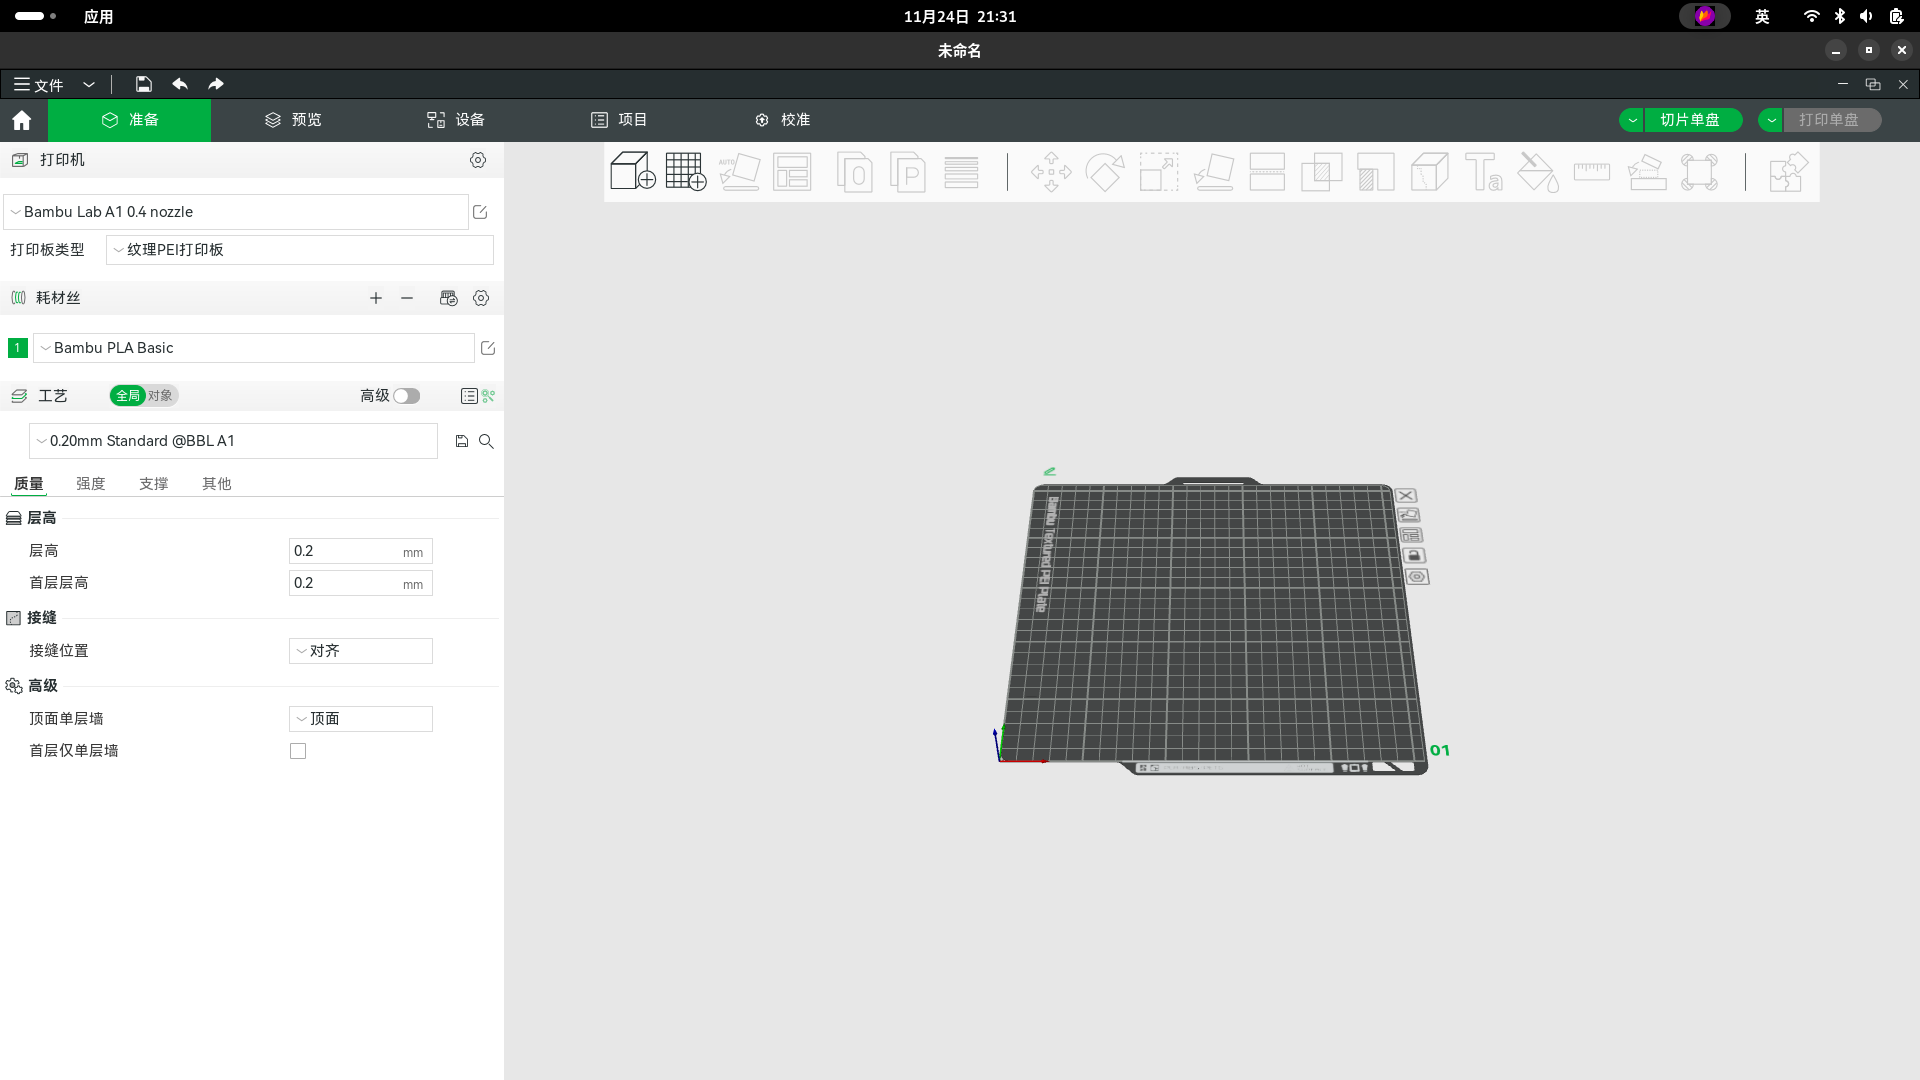 应用
11月24日 21:31
英
未命名
文件
准备
预览
设备
项目
校准
切片单盘
打印单盘
打印机
AUTO
O
P
Ta
Bambu Lab A1 0.4 nozzle
打印板类型
纹理PEI打印板
耗材丝
1
Bambu PLA Basic
工艺
全局
对象
高级
0.20mm Standard @BBL A1
质量
强度
支撑
其他
层高
层高
0.2
mm
首层层高
0.2
mm
接缝
接缝位置
对齐
高级
顶面单层墙
顶面
首层仅单层墙
Bambu Textured PEI Plate
01